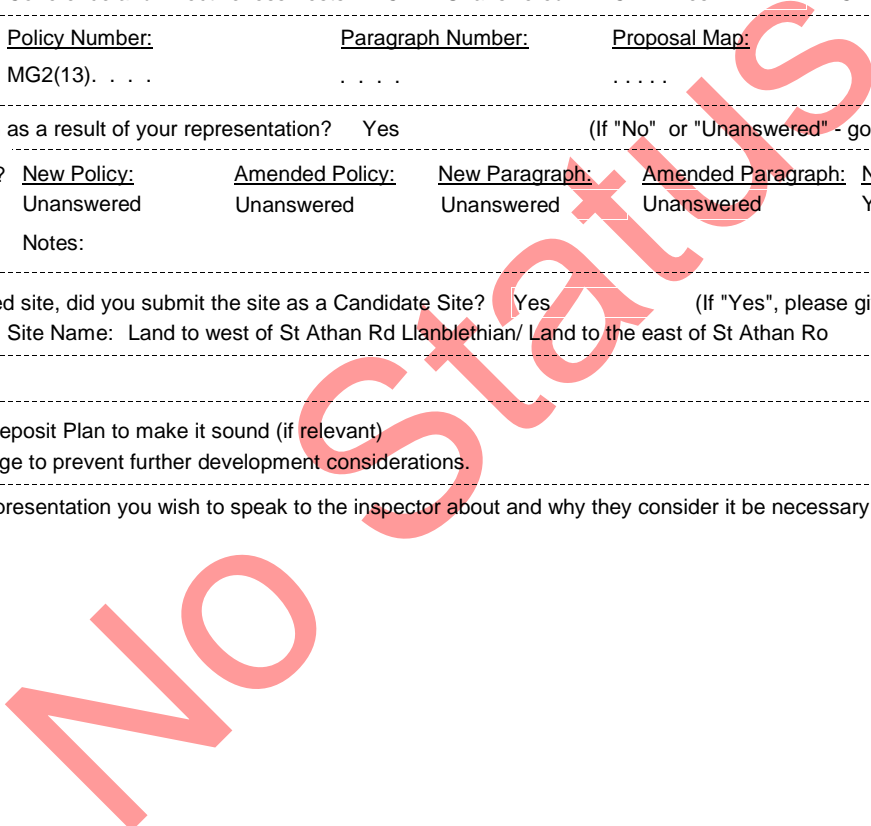 Policy Number: Paragraph Number: Proposal Map:
MG2(13). . . . . . . . . . . . .
as a result of your representation? Yes (If "No" or "Unanswered" - go
? New Policy: Amended Policy: New Paragraph: Amended Paragraph: N
Unanswered Unanswered Unanswered Unanswered Y
Notes:
ed site, did you submit the site as a Candidate Site? Yes (If "Yes", please gi
Site Name: Land to west of St Athan Rd Llanblethian/ Land to the east of St Athan Ro
eposit Plan to make it sound (if relevant)
ge to prevent further development considerations.
presentation you wish to speak to the inspector about and why they consider it be necessary
No Status